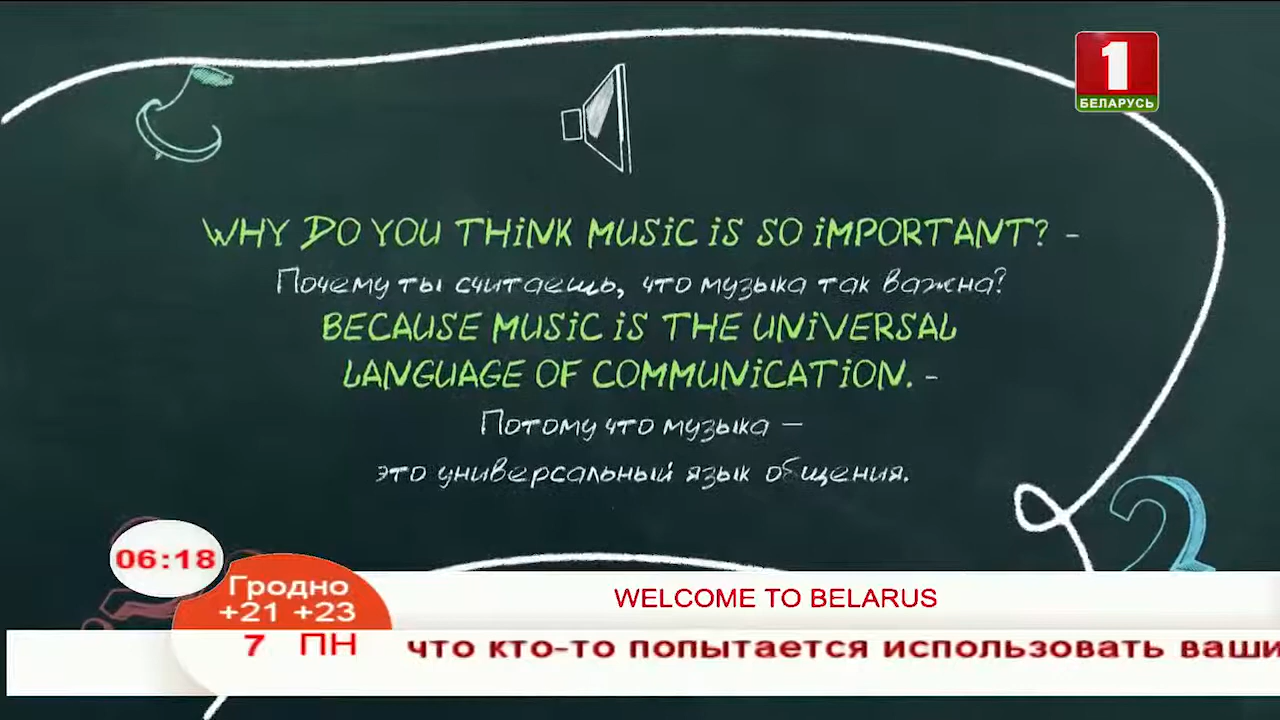 1
БЕЛАРУСЬ
WHY DO YOU THINK MUSIC IS SO IMPORTANT? -
Почему ты считаешь, что музыка так важна?
BECAUSE MUSIC IS THE UNIVERSAL
LANGUAGE OF COMMUNICATION. -
Потому что музыка —
это универсальный язык общения.
2
06:18
Гродно
+21 +23
7 ПН
WELCOME TO BELARUS
что кто-то попытается использовать ваши